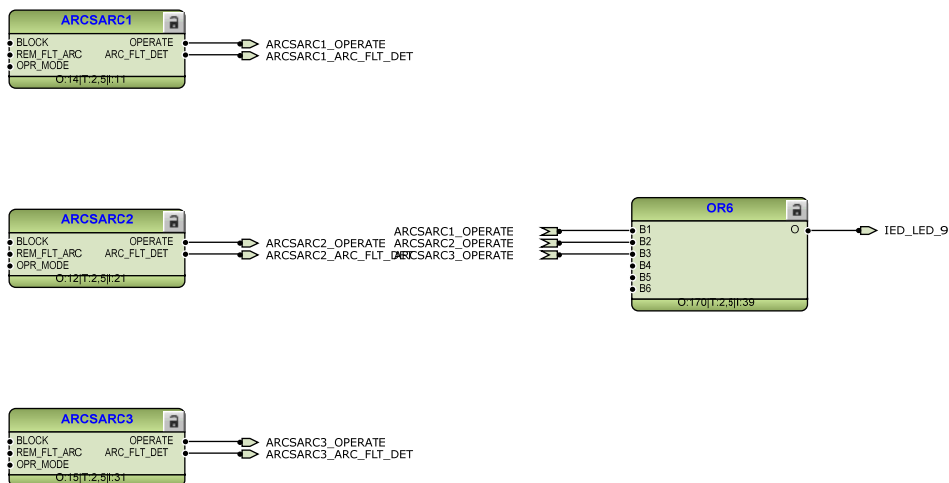 ARCSARC1
BLOCK OPERATE
REM_FLT_ARC ARC_FLT_DET
OPR_MODE
O:14|T:2,5|I:11
ARCSARC1_OPERATE
ARCSARC1_ARC_FLT_DET
ARCSARC2
BLOCK OPERATE
REM_FLT_ARC ARC_FLT_DET
OPR_MODE
O:12|T:2,5|I:21
ARCSARC2_OPERATE
ARCSARC2_ARC_FLT_DET
ARCSARC1_OPERATE
ARCSARC2_OPERATE
ARCSARC3_OPERATE
OR6
B1 O
B2
B3
B4
B5
B6
O:170|T:2,5|I:39
IED_LED_9
ARCSARC3
BLOCK OPERATE
REM_FLT_ARC ARC_FLT_DET
OPR_MODE
O:15|T:2,5|I:31
ARCSARC3_OPERATE
ARCSARC3_ARC_FLT_DET